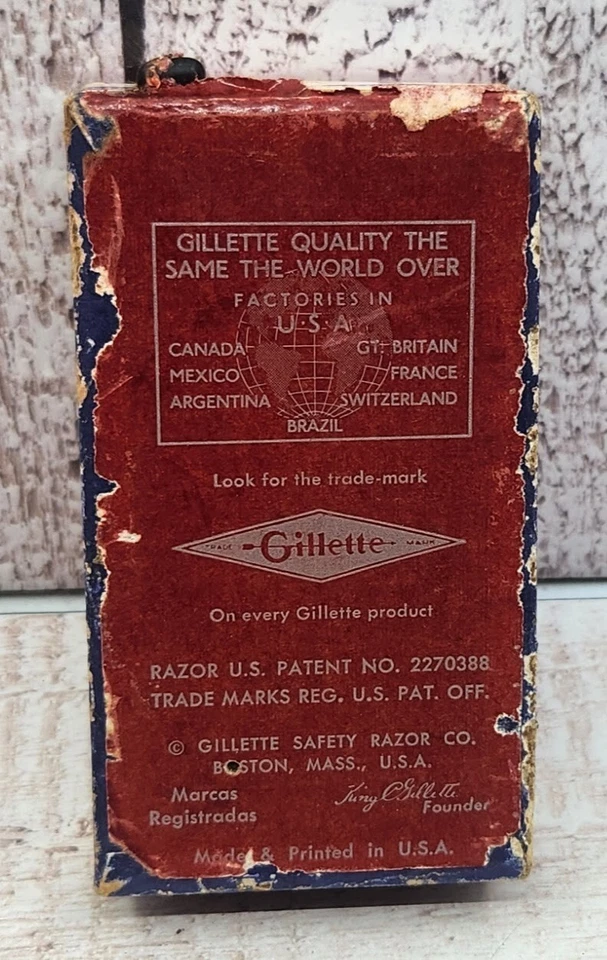 GILLETTE QUALITY THE
SAME THE WORLD OVER
FACTORIES IN
U·S·A
CANADA GT. BRITAIN
MEXICO FRANCE
ARGENTINA SWITZERLAND
BRAZIL
Look for the trade-mark
TRADE Gillette MARK
On every Gillette product
RAZOR U.S. PATENT NO. 2270388
TRADE MARKS REG. U.S. PAT. OFF.
© GILLETTE SAFETY RAZOR CO.
BOSTON, MASS., U.S.A.
Marcas King C Gillette
Registradas Founder
Made & Printed in U.S.A.